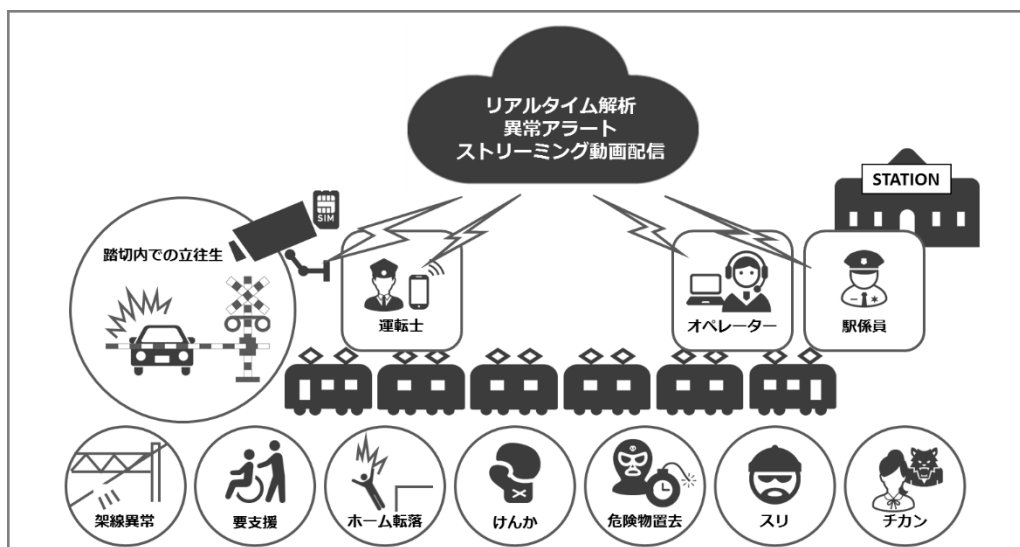 リアルタイム解析
異常アラート
ストリーミング動画配信
STATION
SIM
踏切内での立往生
運転士
オペレーター
駅係員
架線異常
要支援
ホーム転落
けんか
危険物置去
スリ
チカン